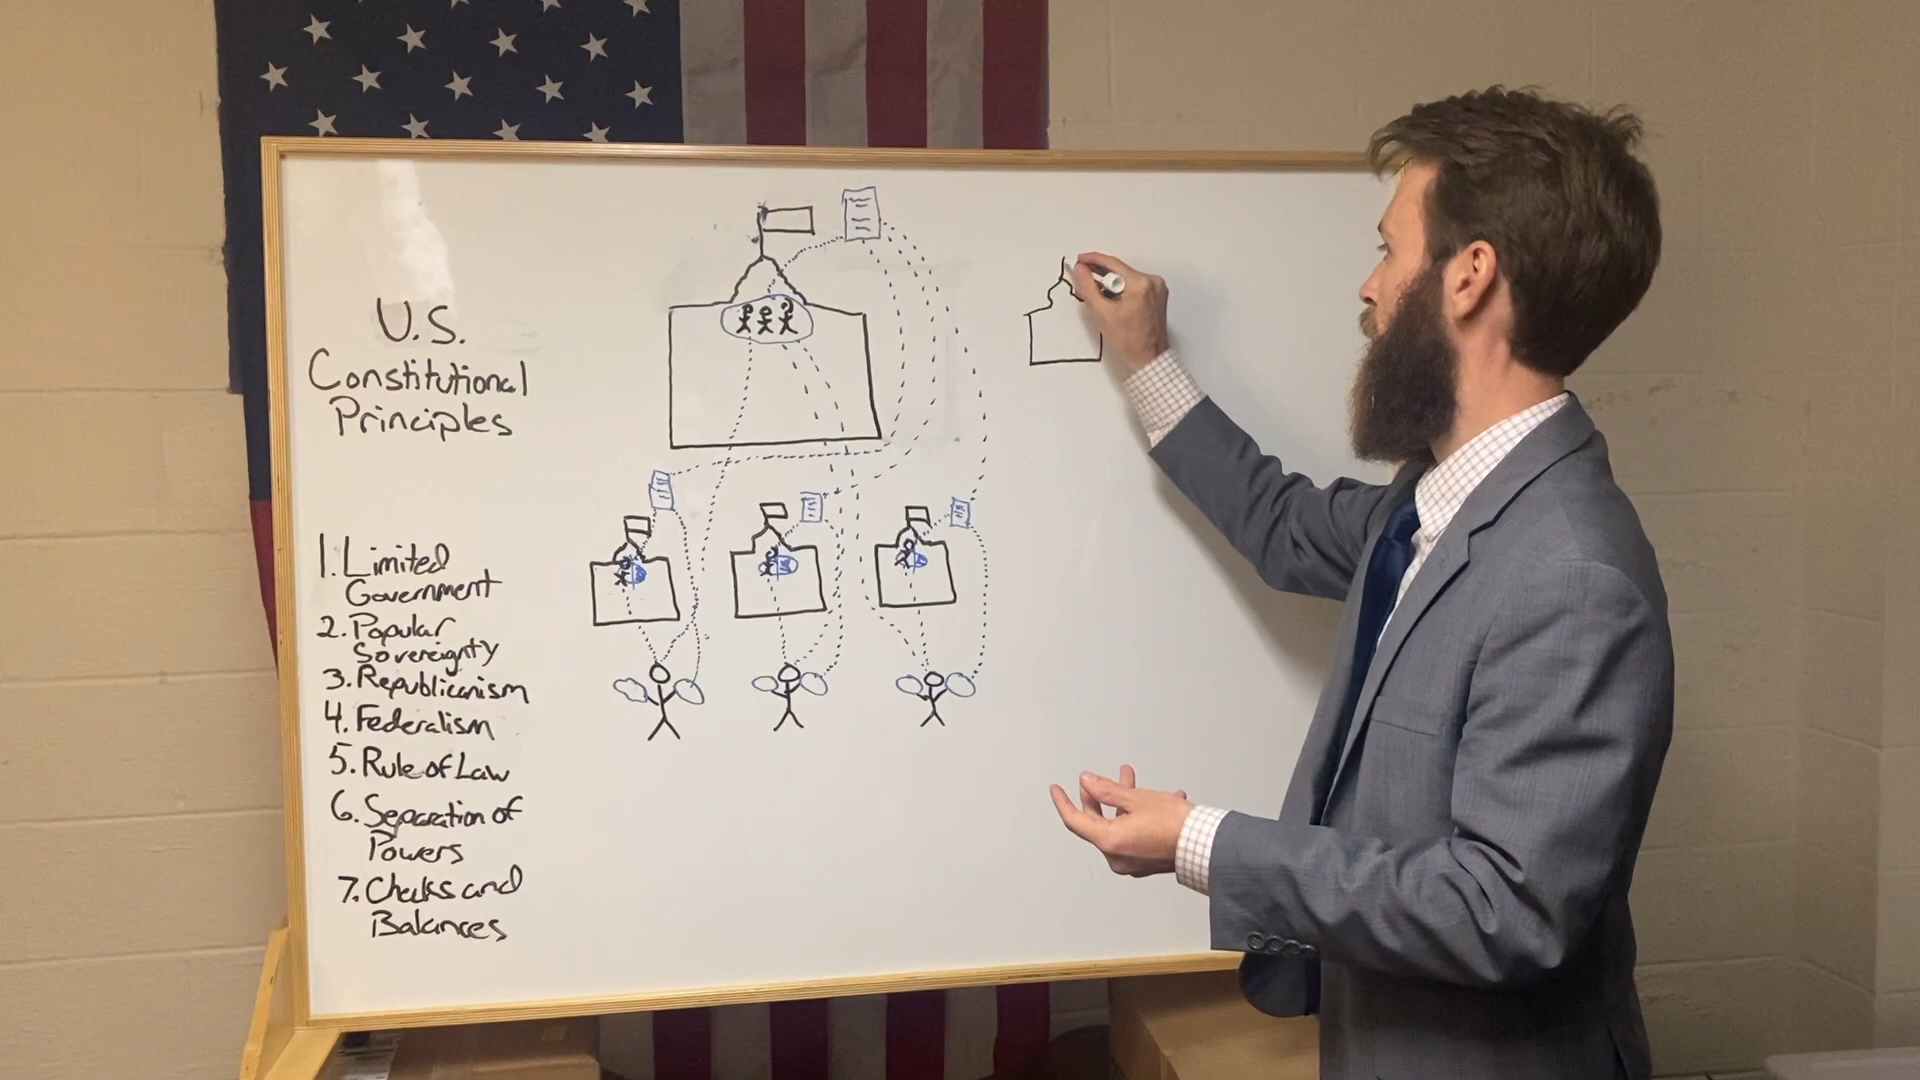 U.S.
Constitutional
Principles
1. Limited
Government
2. Popular
Sovereignty
3. Republicanism
4. Federalism
5. Rule of Law
6. Separation of
Powers
7. Checks and
Balances